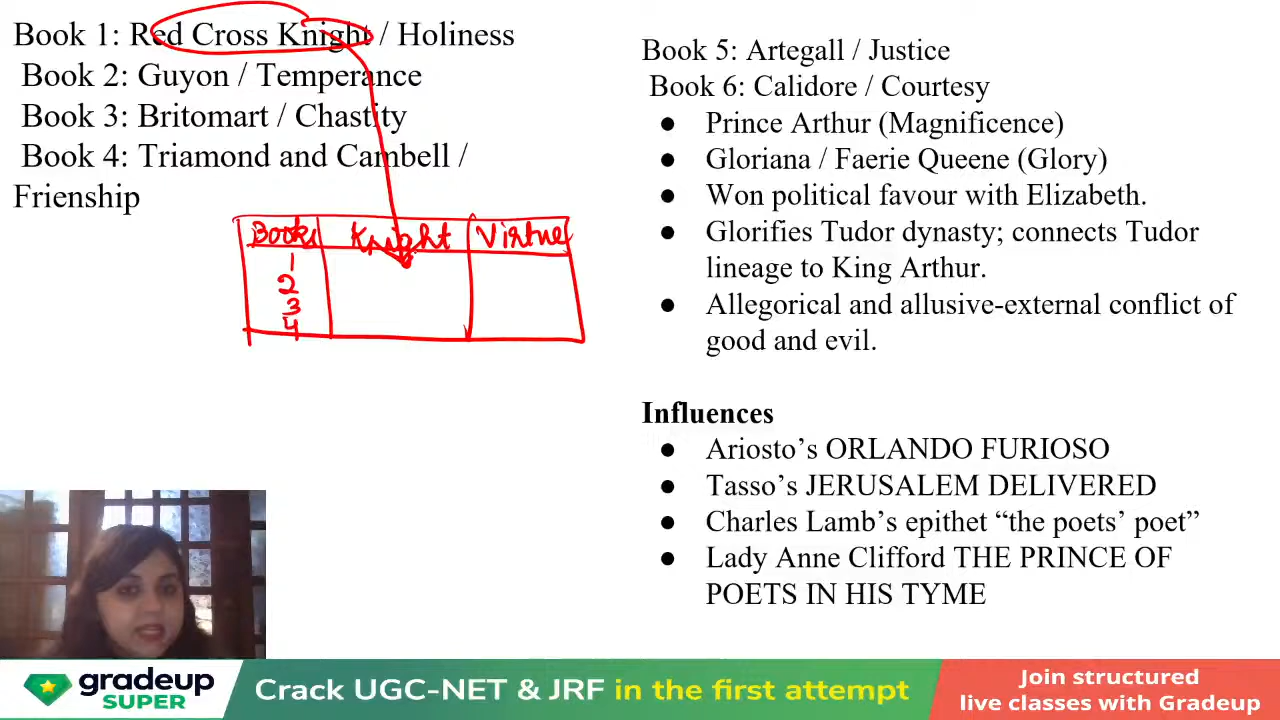 Book 1: Red Cross Knight / Holiness
Book 2: Guyon / Temperance
Book 3: Britomart / Chastity
Book 4: Triamond and Cambell /
Frienship
Books Knight Virtue
1
2
3
4
Book 5: Artegall / Justice
Book 6: Calidore / Courtesy
● Prince Arthur (Magnificence)
● Gloriana / Faerie Queene (Glory)
● Won political favour with Elizabeth.
● Glorifies Tudor dynasty; connects Tudor
lineage to King Arthur.
● Allegorical and allusive-external conflict of
good and evil.
Influences
● Ariosto’s ORLANDO FURIOSO
● Tasso’s JERUSALEM DELIVERED
● Charles Lamb’s epithet “the poets’ poet”
● Lady Anne Clifford THE PRINCE OF
POETS IN HIS TYME
gradeup
SUPER
Crack UGC-NET & JRF in the first attempt
Join structured
live classes with Gradeup